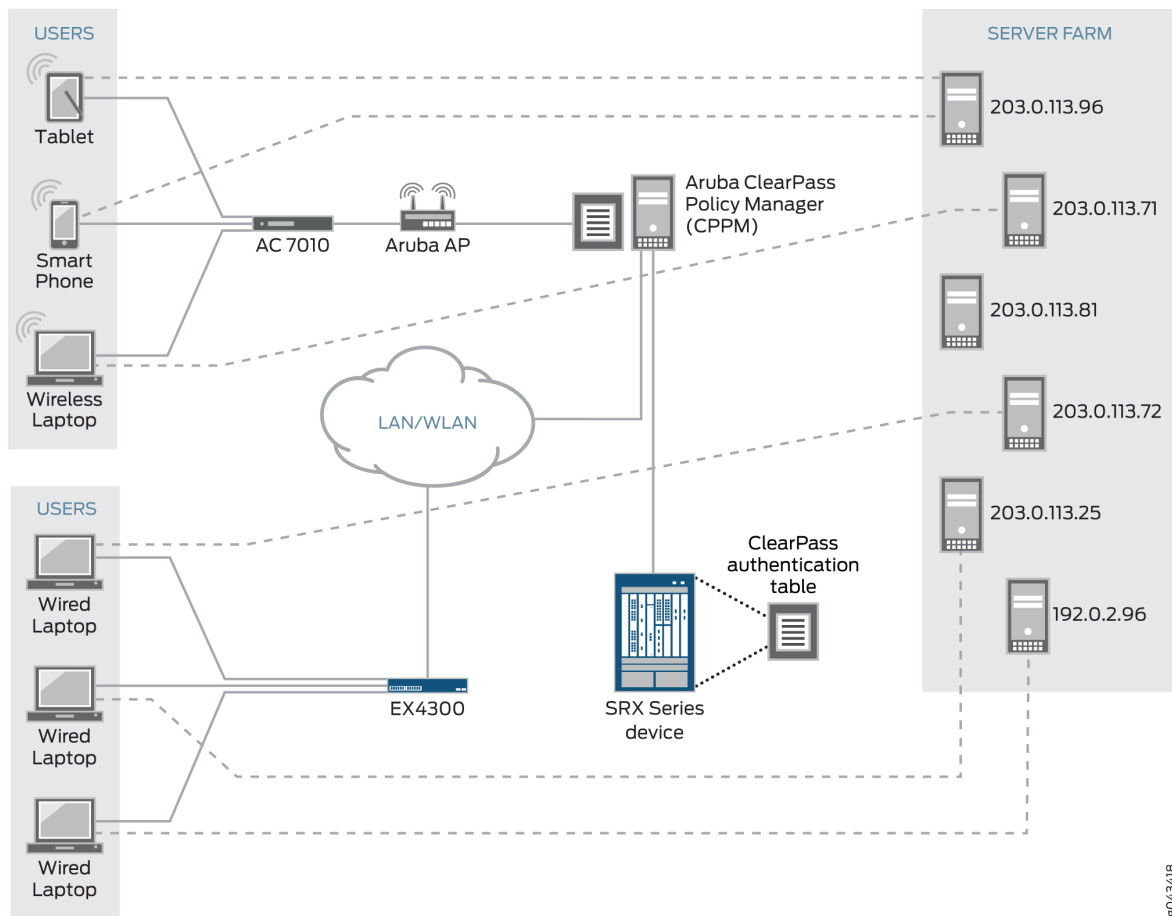 USERS
Tablet
Smart
Phone
Wireless
Laptop
AC 7010
Aruba AP
Aruba ClearPass
Policy Manager
(CPPM)
LAN/WLAN
SERVER FARM
203.0.113.96
203.0.113.71
203.0.113.81
203.0.113.72
203.0.113.25
192.0.2.96
USERS
Wired
Laptop
Wired
Laptop
Wired
Laptop
EX4300
SRX Series
device
ClearPass
authentication
table
g043418